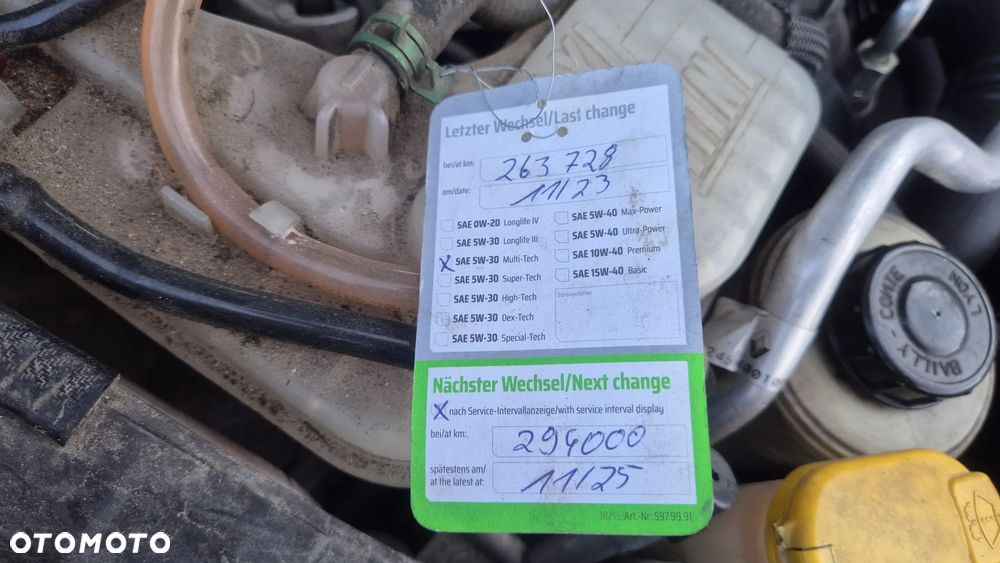 Letzter Wechsel/Last change
bei/at km: 263 728
am/date: 11/23
SAE 0W-20 Longlife IV
SAE 5W-30 Longlife III
X SAE 5W-30 Multi-Tech
SAE 5W-30 Super-Tech
SAE 5W-30 High-Tech
SAE 5W-30 Dex-Tech
SAE 5W-30 Special-Tech
SAE 5W-40 Max-Power
SAE 5W-40 Ultra-Power
SAE 10W-40 Premium
SAE 15W-40 Basic
Nächster Wechsel/Next change
X nach Service-Intervallanzeige/with service interval display
bei/at km: 294000
spätestens am/
at the latest at: 11/25
Art.-Nr. 597.99.91
BAILLY - COMTE
LYON
OTOMOTO